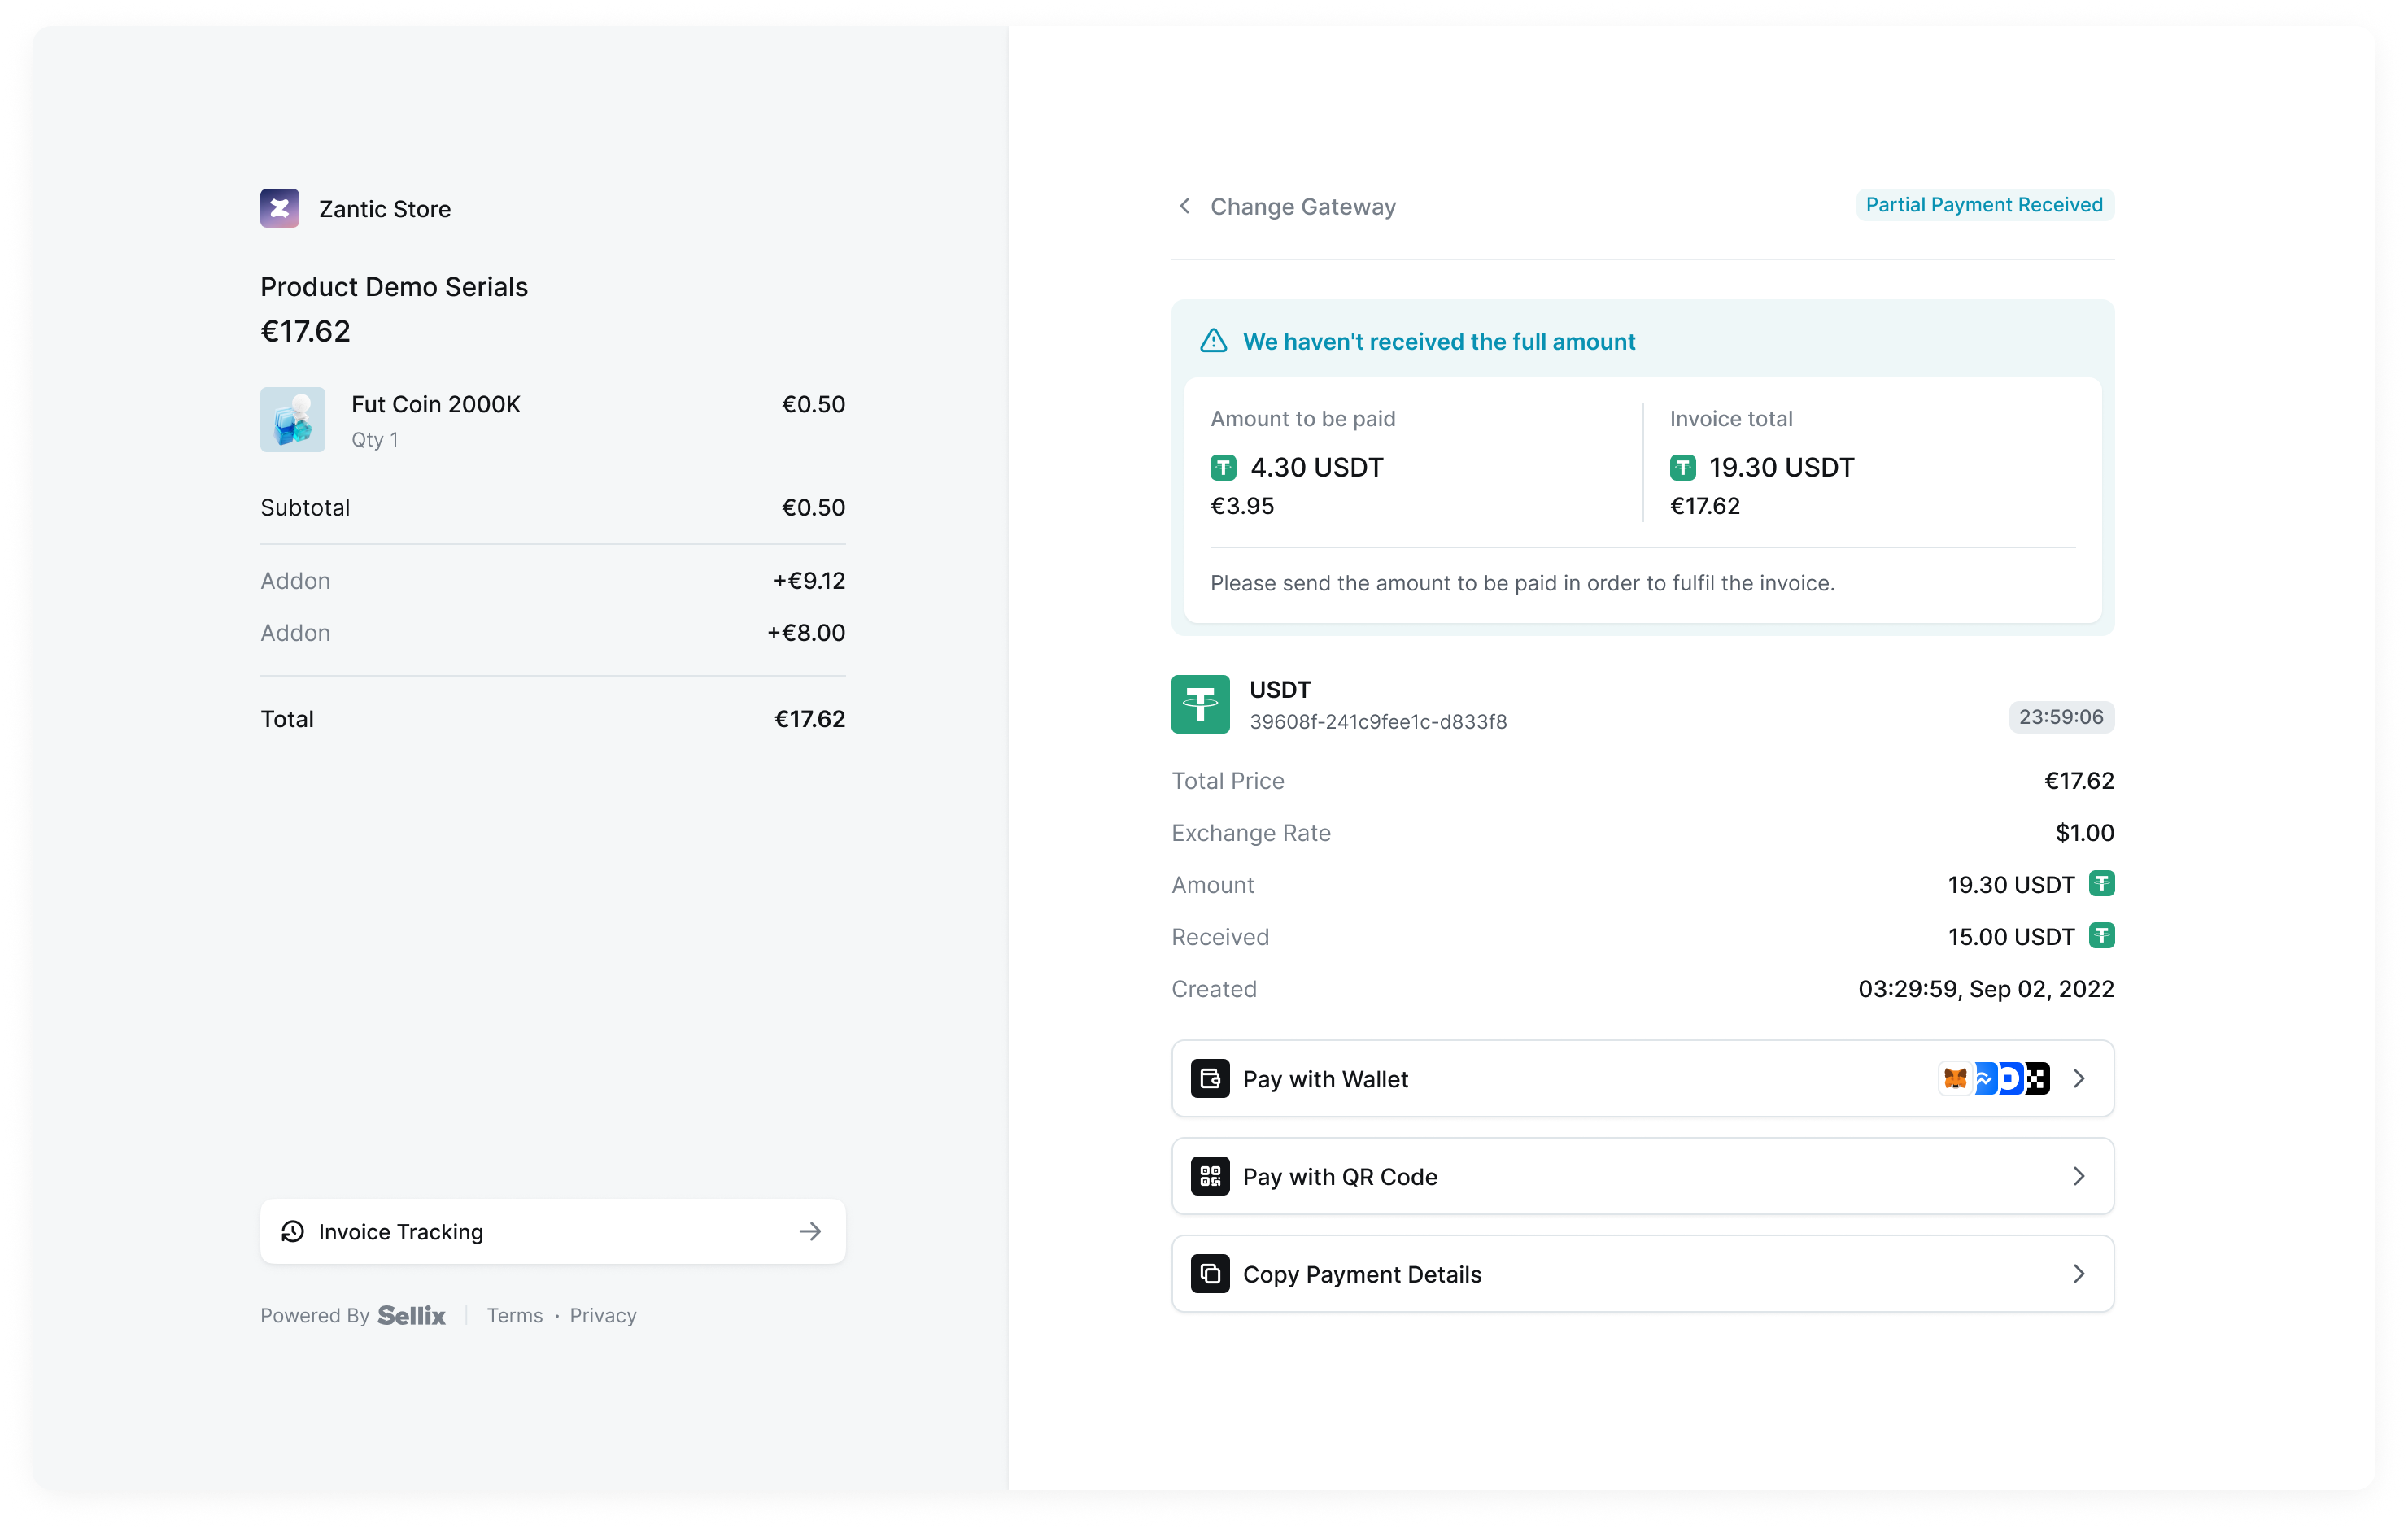 Zantic Store
Product Demo Serials
€17.62
Fut Coin 2000K €0.50
Qty 1
Subtotal €0.50
Addon +€9.12
Addon +€8.00
Total €17.62
Invoice Tracking
Powered By Sellix Terms · Privacy
Change Gateway Partial Payment Received
We haven't received the full amount
Amount to be paid Invoice total
4.30 USDT 19.30 USDT
€3.95 €17.62
Please send the amount to be paid in order to fulfil the invoice.
USDT
39608f-241c9fee1c-d833f8 23:59:06
Total Price €17.62
Exchange Rate $1.00
Amount 19.30 USDT
Received 15.00 USDT
Created 03:29:59, Sep 02, 2022
Pay with Wallet
Pay with QR Code
Copy Payment Details